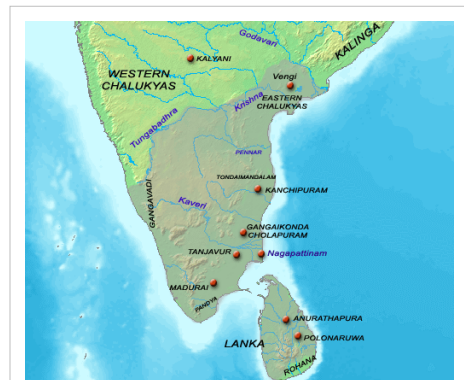 Godavari
KALINGA
KALYANI
WESTERN
CHALUKYAS
Vengi
Krishna
EASTERN
CHALUKYAS
Tungabadhra
PENNAR
TONDAIMANDALAM
KANCHIPURAM
GANGAVADI
Kaveri
GANGAIKONDA
CHOLAPURAM
TANJAVUR
Nagapattinam
MADURAI
PANDYA
ANURATHAPURA
LANKA
POLONARUWA
ROHANA